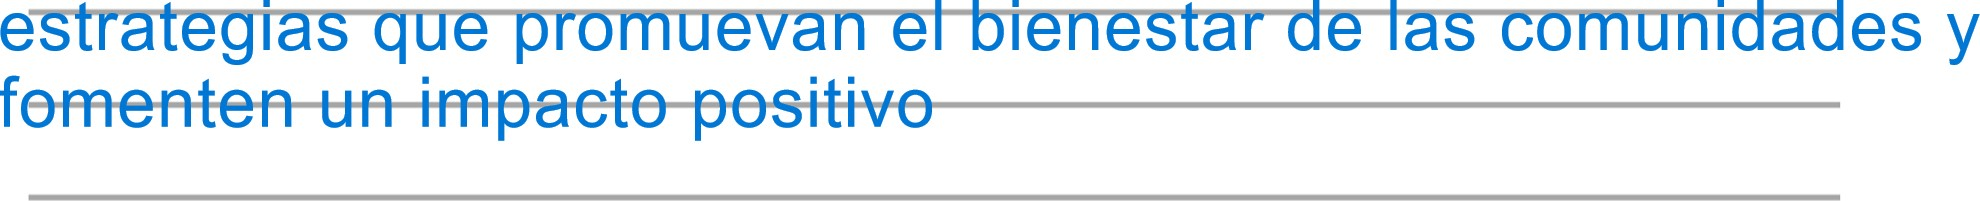 estrategias que promuevan el bienestar de las comunidades y
fomenten un impacto positivo